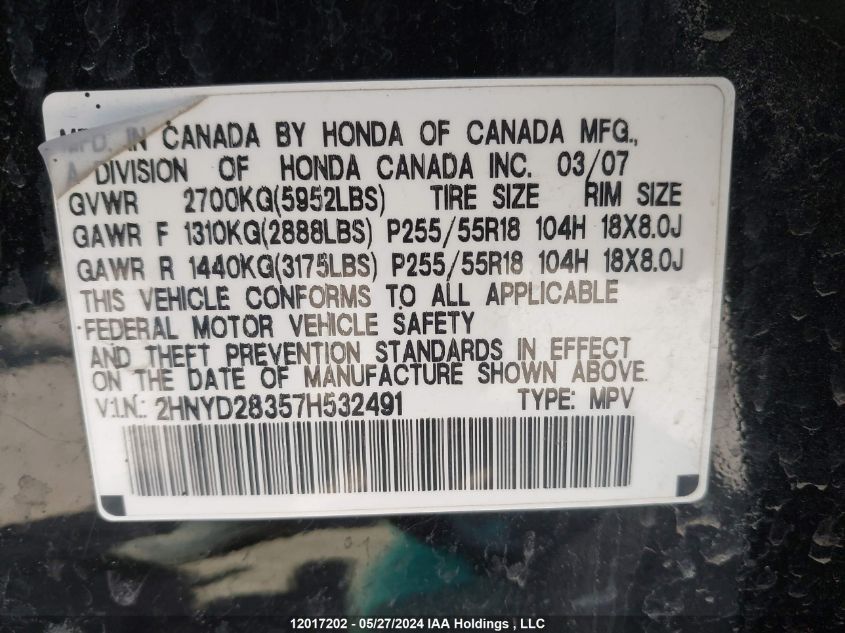 MFD. IN CANADA BY HONDA OF CANADA MFG.,
A DIVISION OF HONDA CANADA INC. 03/07
GVWR 2700KG(5952LBS) TIRE SIZE RIM SIZE
GAWR F 1310KG(2888LBS) P255/55R18 104H 18X8.0J
GAWR R 1440KG(3175LBS) P255/55R18 104H 18X8.0J
THIS VEHICLE CONFORMS TO ALL APPLICABLE
FEDERAL MOTOR VEHICLE SAFETY
AND THEFT PREVENTION STANDARDS IN EFFECT
ON THE DATE OF MANUFACTURE SHOWN ABOVE.
V.I.N.: 2HNYD28357H532491 TYPE: MPV
12017202 - 05/27/2024 IAA Holdings , LLC